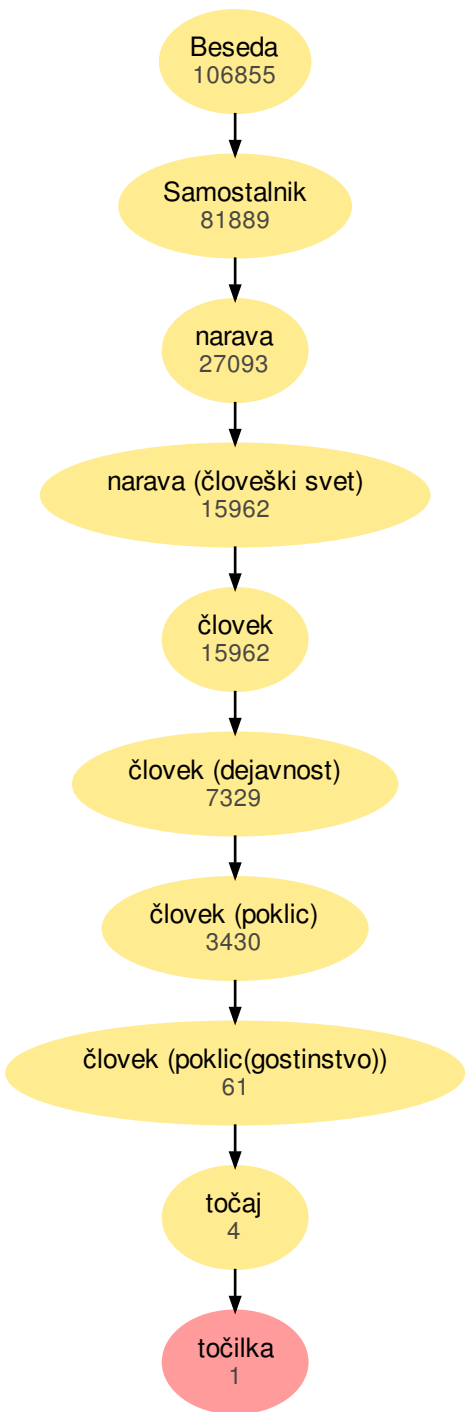 Beseda
106855
Samostalnik
81889
narava
27093
narava (človeški svet)
15962
človek
15962
človek (dejavnost)
7329
človek (poklic)
3430
človek (poklic(gostinstvo))
61
točaj
4
točilka
1